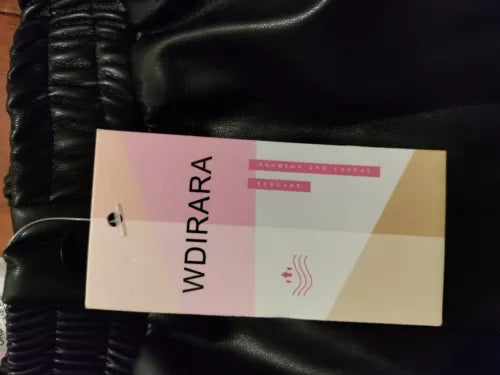 WDIRARA
FASHION AND CASUAL
ELEGANT